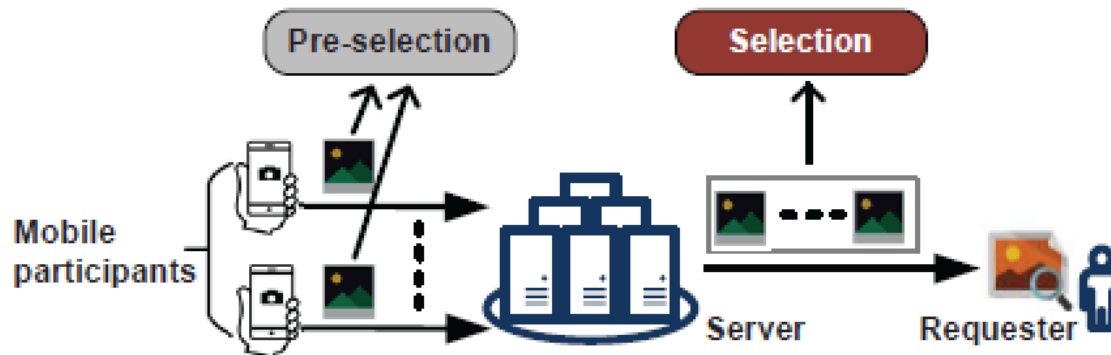 Pre-selection
Selection
Mobile
participants
Server
Requester